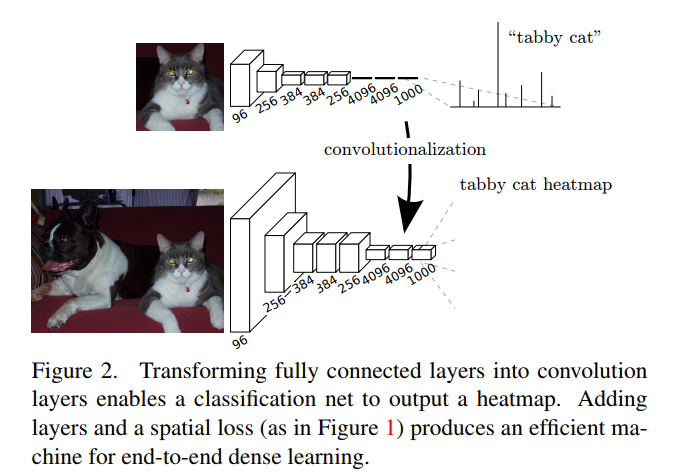 "tabby cat"
96
256
384
384
256
4096
4096
1000
convolutionalization
tabby cat heatmap
96
256
384
384
256
4096
4096
1000
Figure 2. Transforming fully connected layers into convolution
layers enables a classification net to output a heatmap. Adding
layers and a spatial loss (as in Figure 1) produces an efficient ma-
chine for end-to-end dense learning.